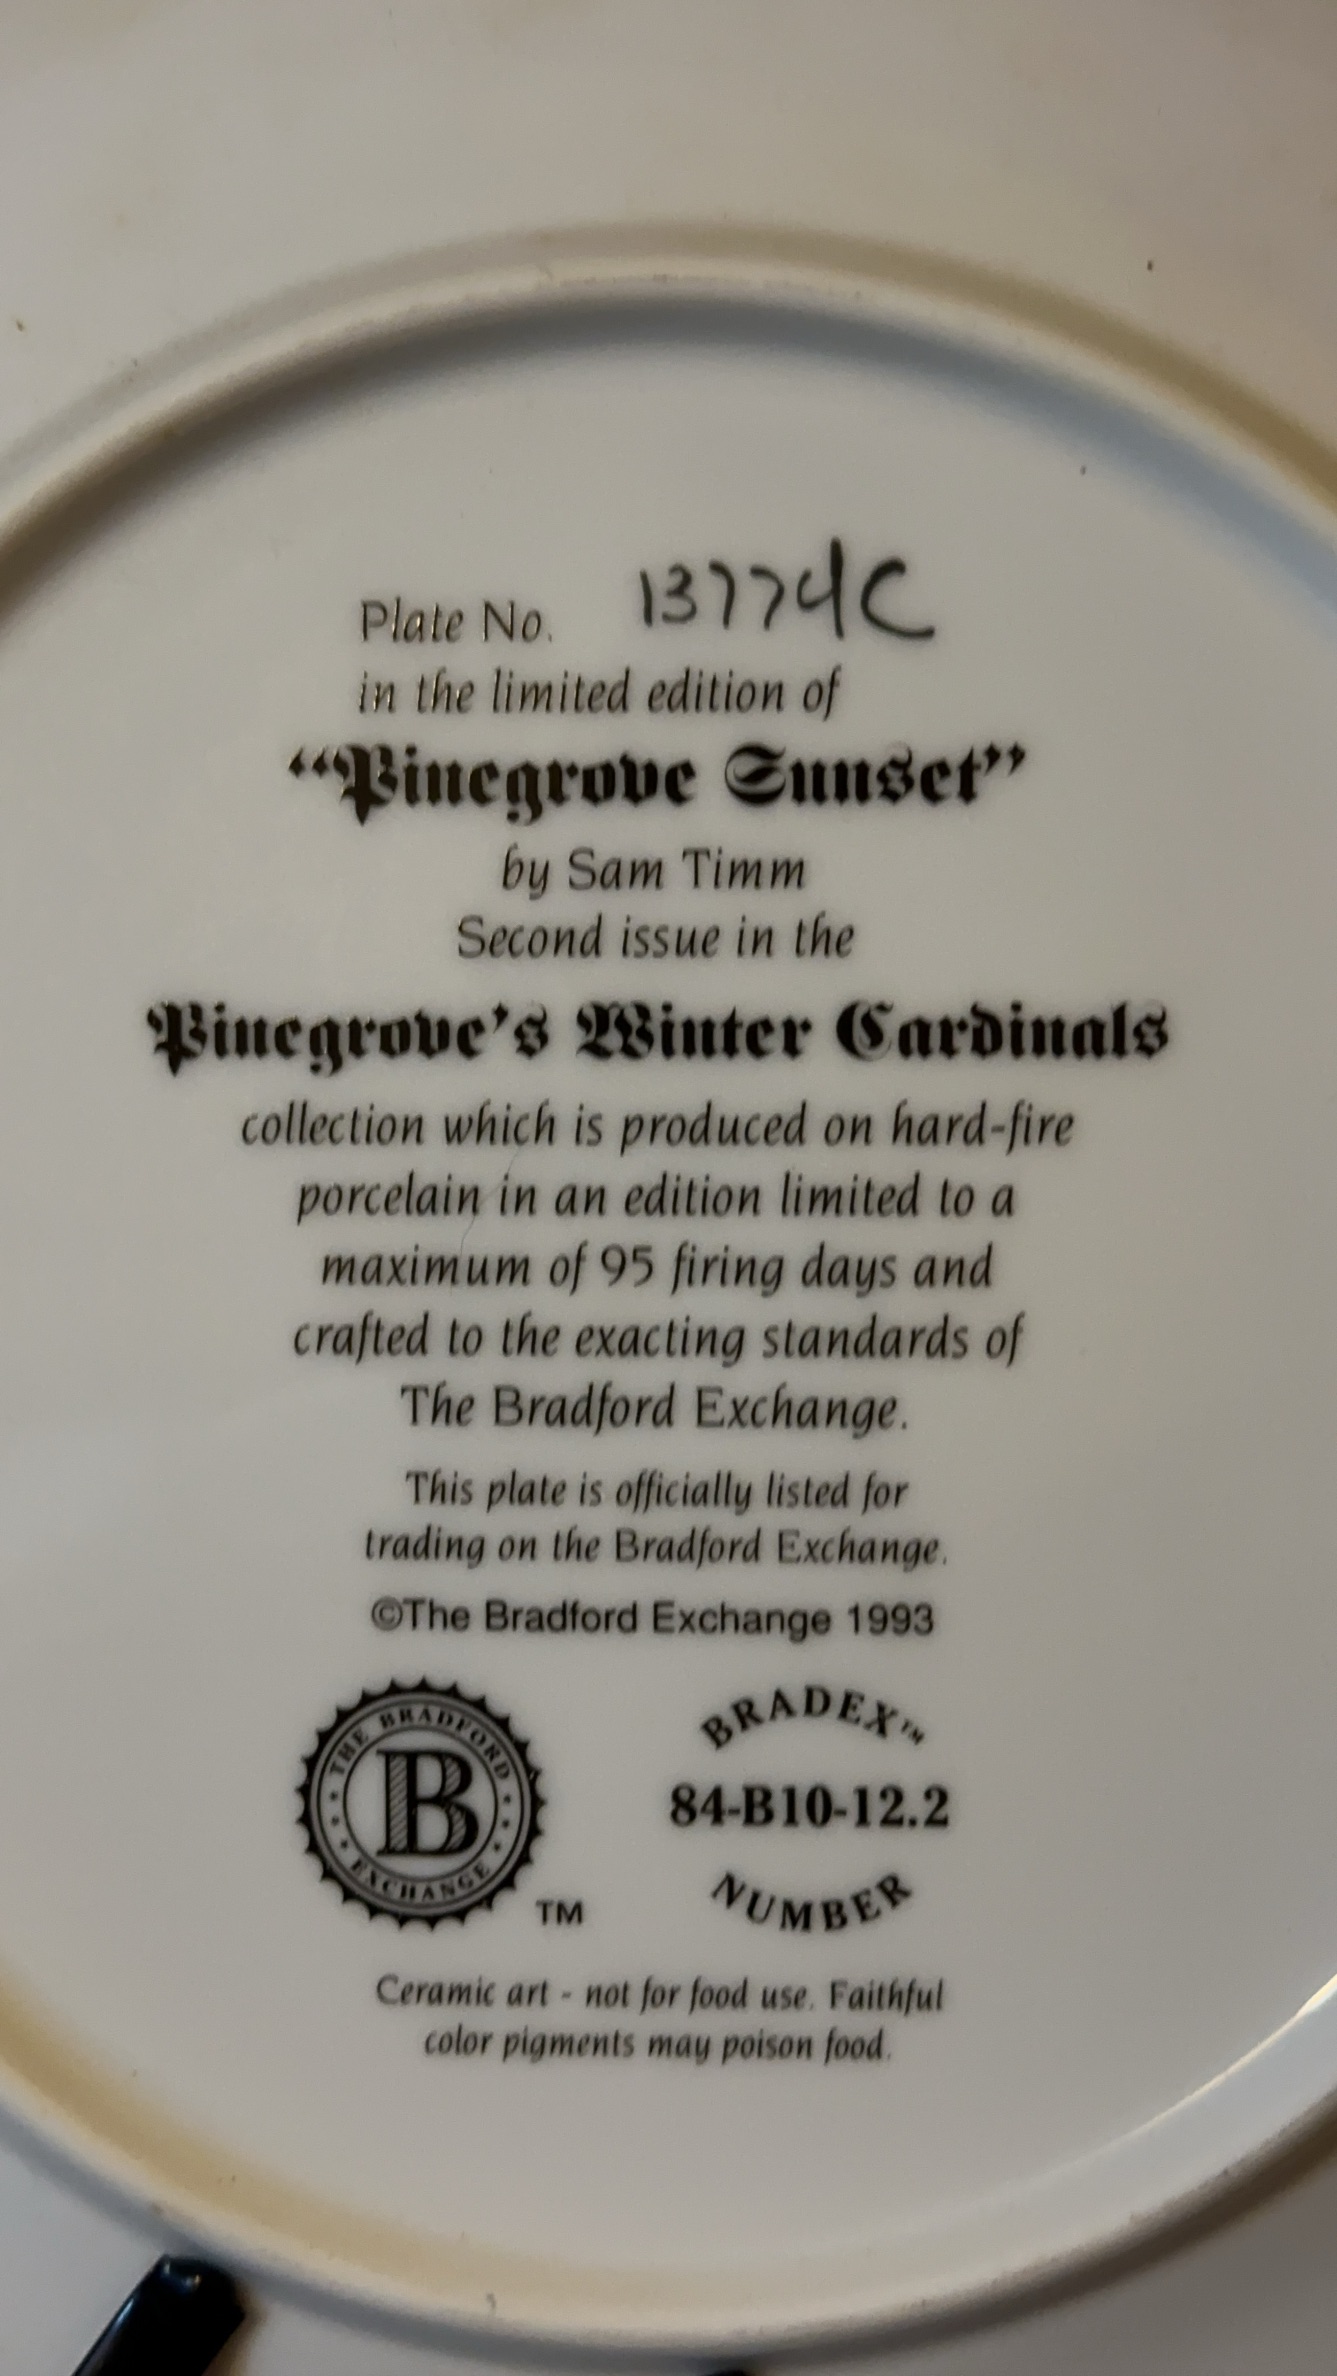 Plate No. 13774C
in the limited edition of
“Pinegrove Sunset”
by Sam Timm
Second issue in the
Pinegrove’s Winter Cardinals
collection which is produced on hard-fire
porcelain in an edition limited to a
maximum of 95 firing days and
crafted to the exacting standards of
The Bradford Exchange.
This plate is officially listed for
trading on the Bradford Exchange.
©The Bradford Exchange 1993
THE BRADFORD
B
EXCHANGE
TM
BRADEX™
84-B10-12.2
NUMBER
Ceramic art - not for food use. Faithful
color pigments may poison food.